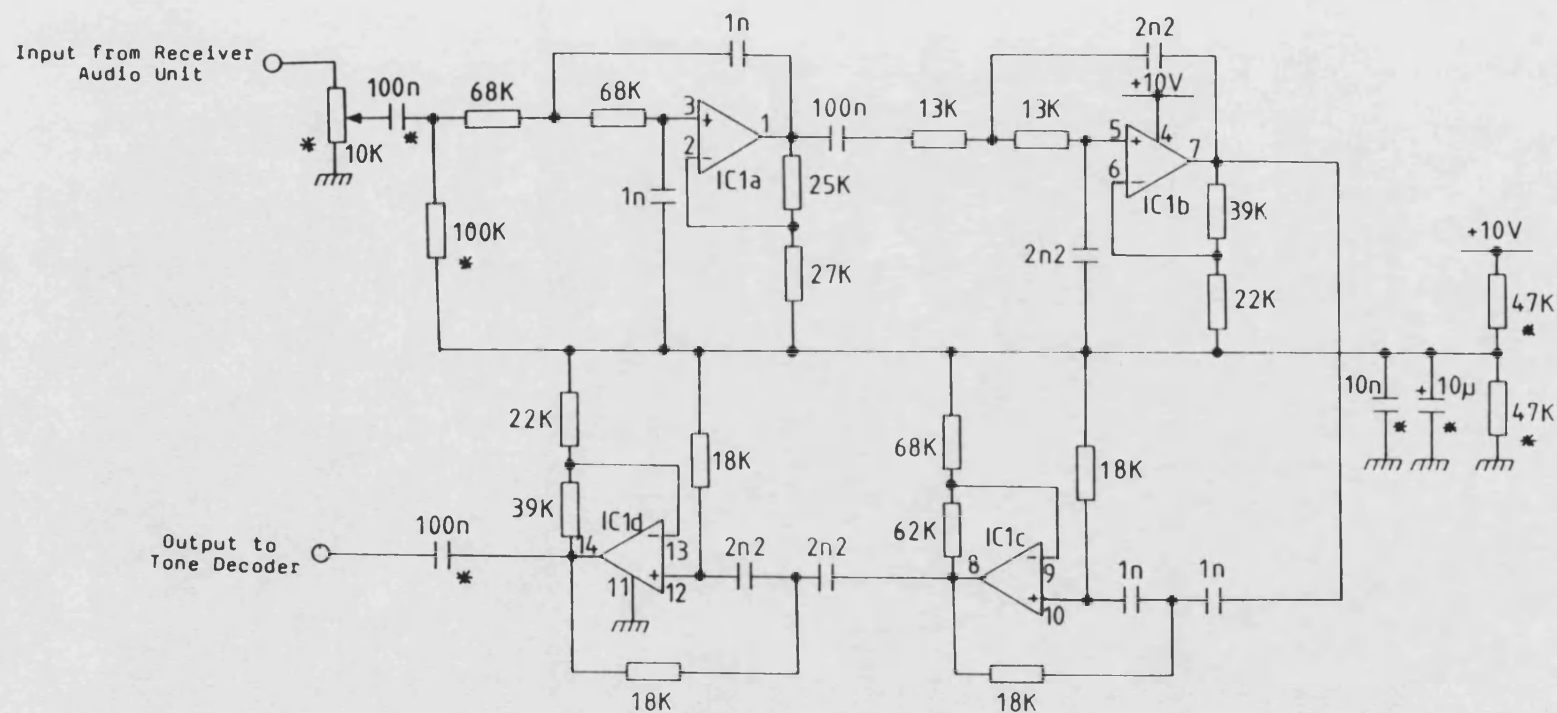 1n
2n2
Input from Receiver
Audio Unit
+10V
100n
68K
68K
100n
13K
13K
3
+
1
5
+
4
7
*
10K
*
2
-
6
-
IC1a
25K
IC1b
39K
1n
100K
*
2n2
+10V
27K
22K
47K
*
10n
+
10µ
47K
*
*
*
22K
18K
68K
18K
39K
62K
IC1d
IC1c
100n
Output to
Tone Decoder
14
-
13
2n2
2n2
8
-
9
1n
1n
*
11
+
12
+
10
18K
18K